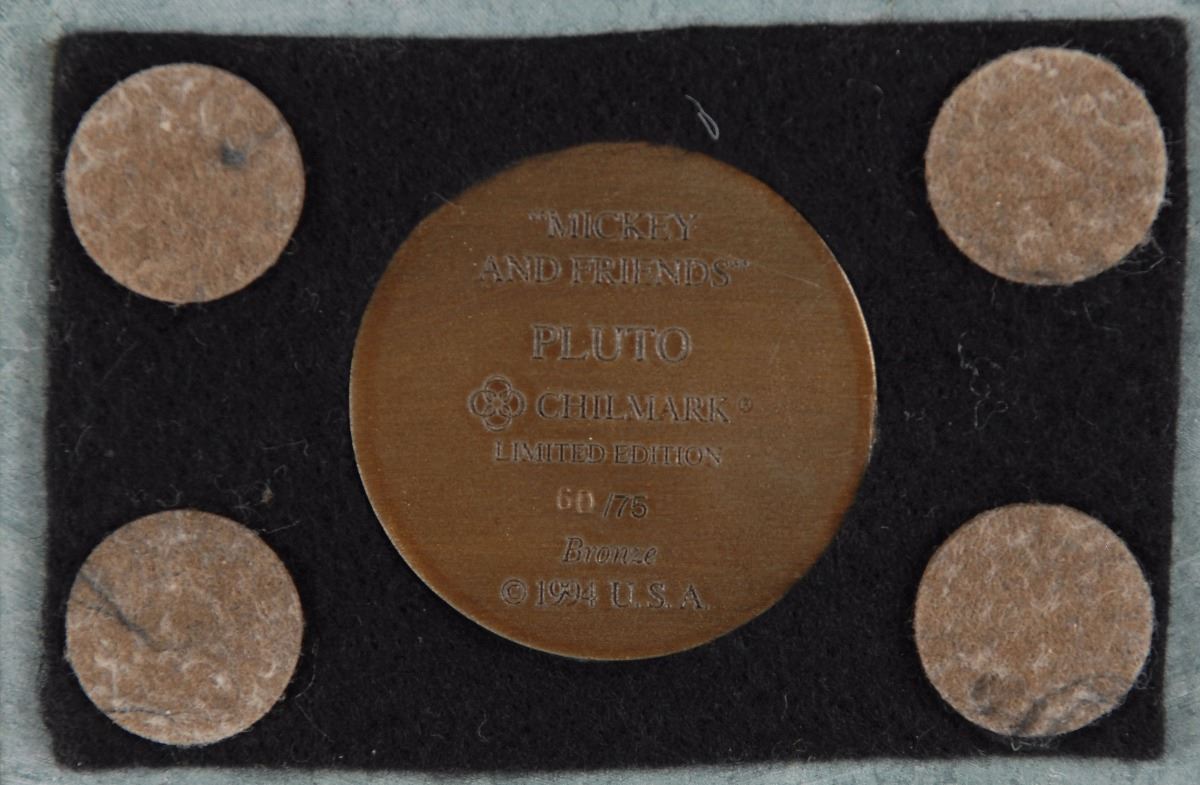 “MICKEY
AND FRIENDS”
PLUTO
CHILMARK®
LIMITED EDITION
60/75
Bronze
© 1994 U.S.A.